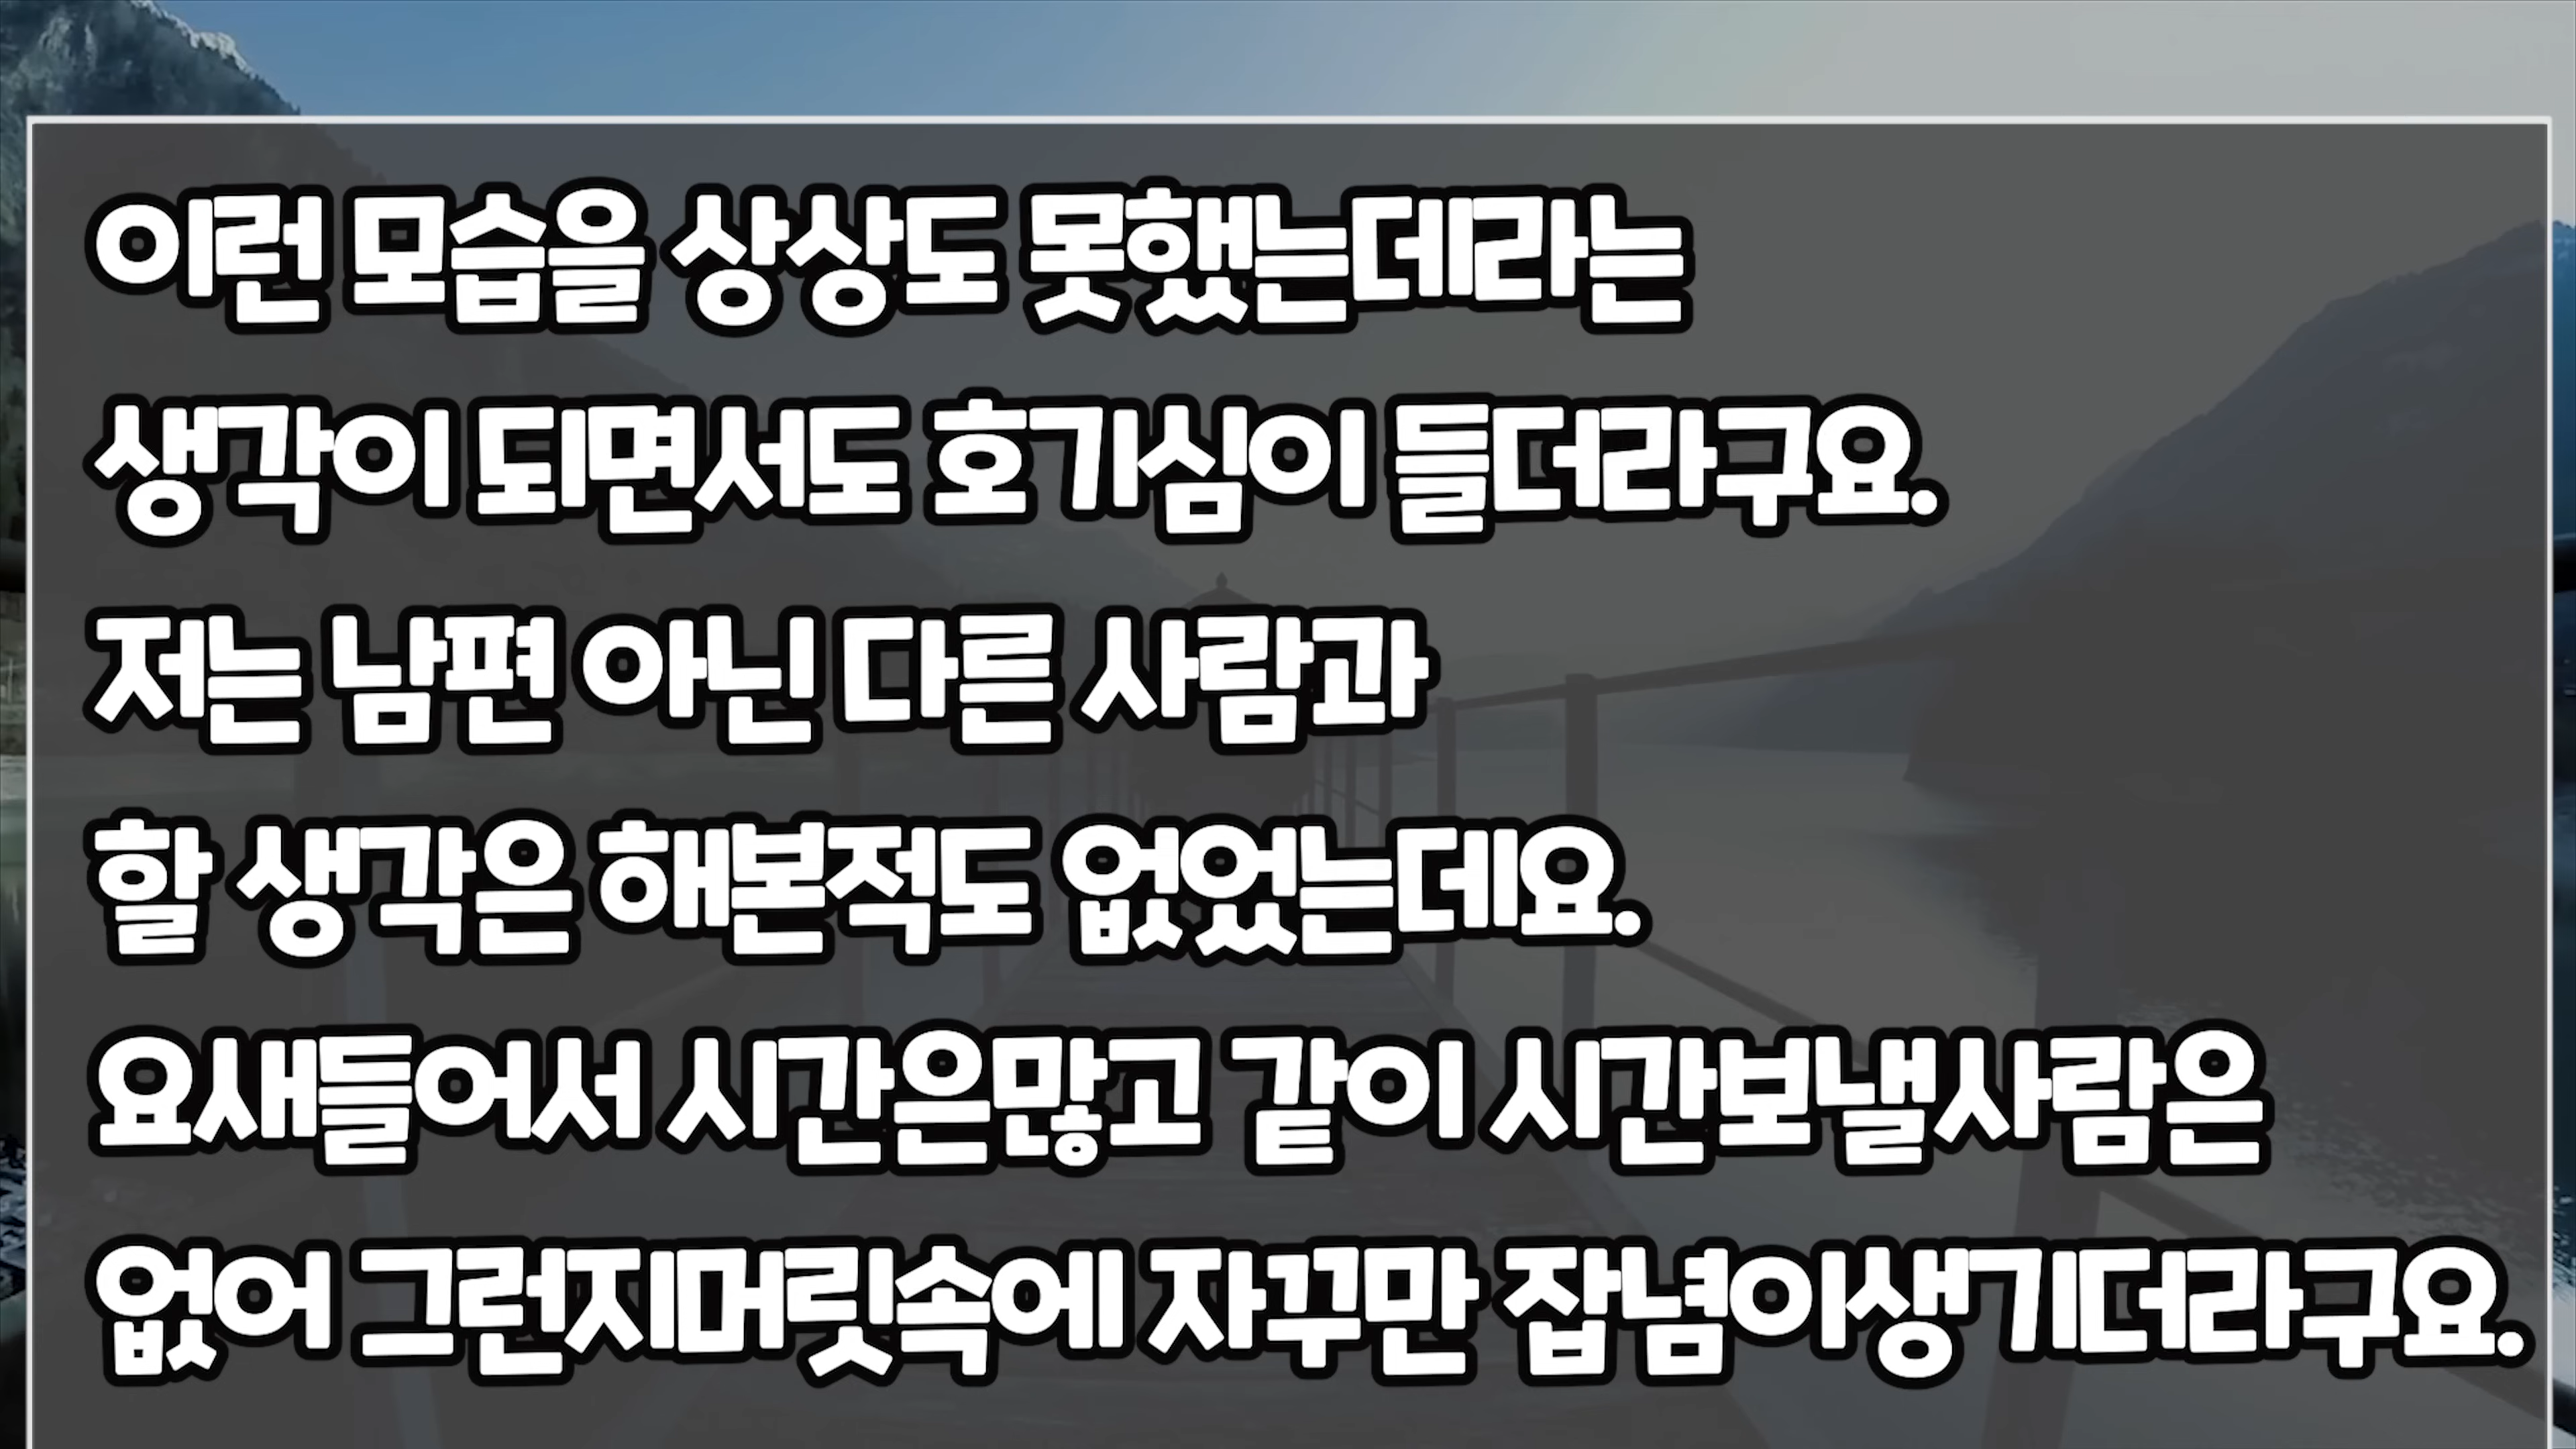 이런 모습을 상상도 못했는데라는
생각이 되면서도 호기심이 들더라구요.
저는 남편 아닌 다른 사람과
할 생각은 해본적도 없었는데요.
요새들어서 시간은많고 같이 시간보낼사람은
없어 그런지머릿속에 자꾸만 잡념이생기더라구요.